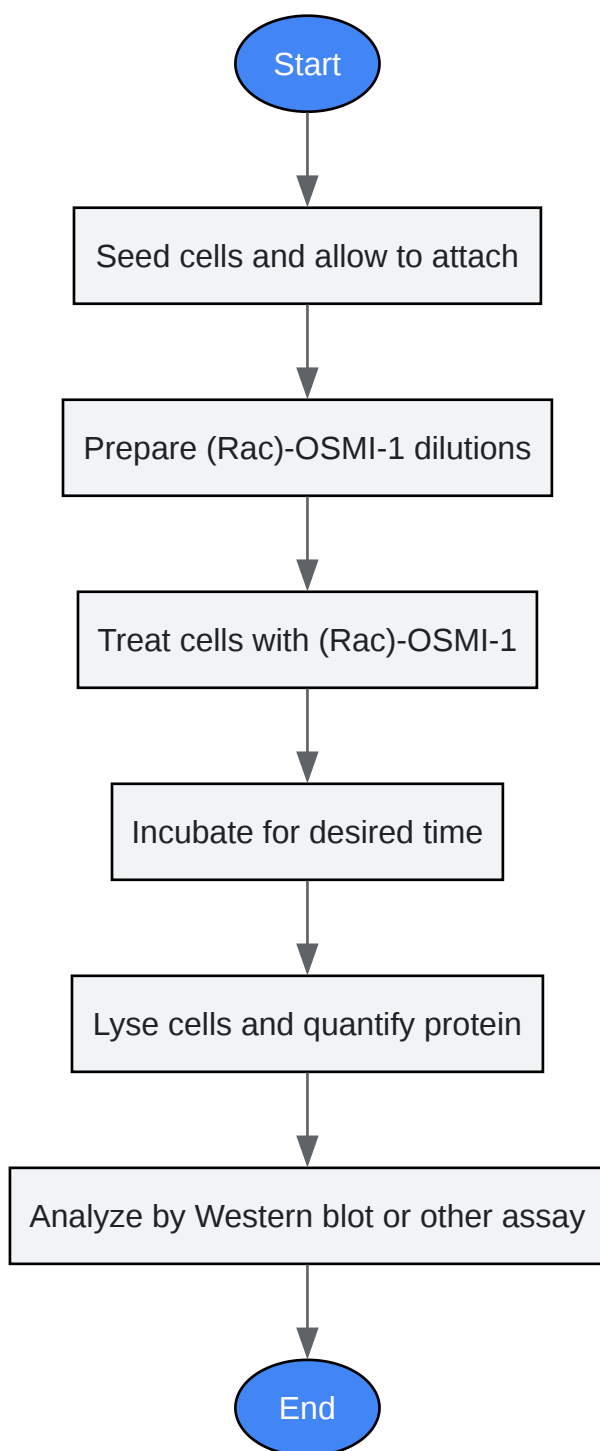 Start
Seed cells and allow to attach
Prepare (Rac)-OSMI-1 dilutions
Treat cells with (Rac)-OSMI-1
Incubate for desired time
Lyse cells and quantify protein
Analyze by Western blot or other assay
End